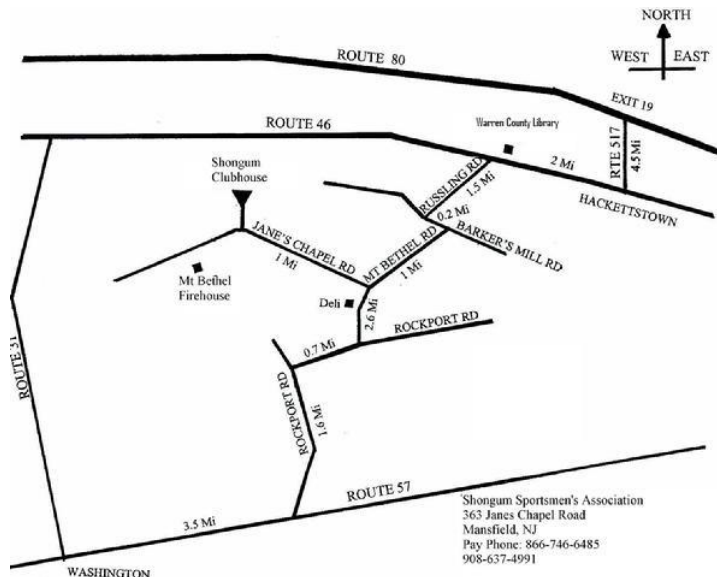 NORTH
WEST EAST
ROUTE 80
EXIT 19
ROUTE 46
Warren County Library
RTE 517
4.5 Mi
2 Mi
HACKETTSTOWN
Shongum
Clubhouse
RUSSLING RD
1.5 Mi
0.2 Mi
BARKER'S MILL RD
JANE'S CHAPEL RD
1 Mi
MT BETHEL RD
1 Mi
Mt Bethel
Firehouse
Deli
2.6 Mi
ROCKPORT RD
0.7 Mi
ROUTE 31
ROCKPORT RD
1.6 Mi
ROUTE 57
3.5 Mi
WASHINGTON
Shongum Sportsmen's Association
363 Janes Chapel Road
Mansfield, NJ
Pay Phone: 866-746-6485
908-637-4991